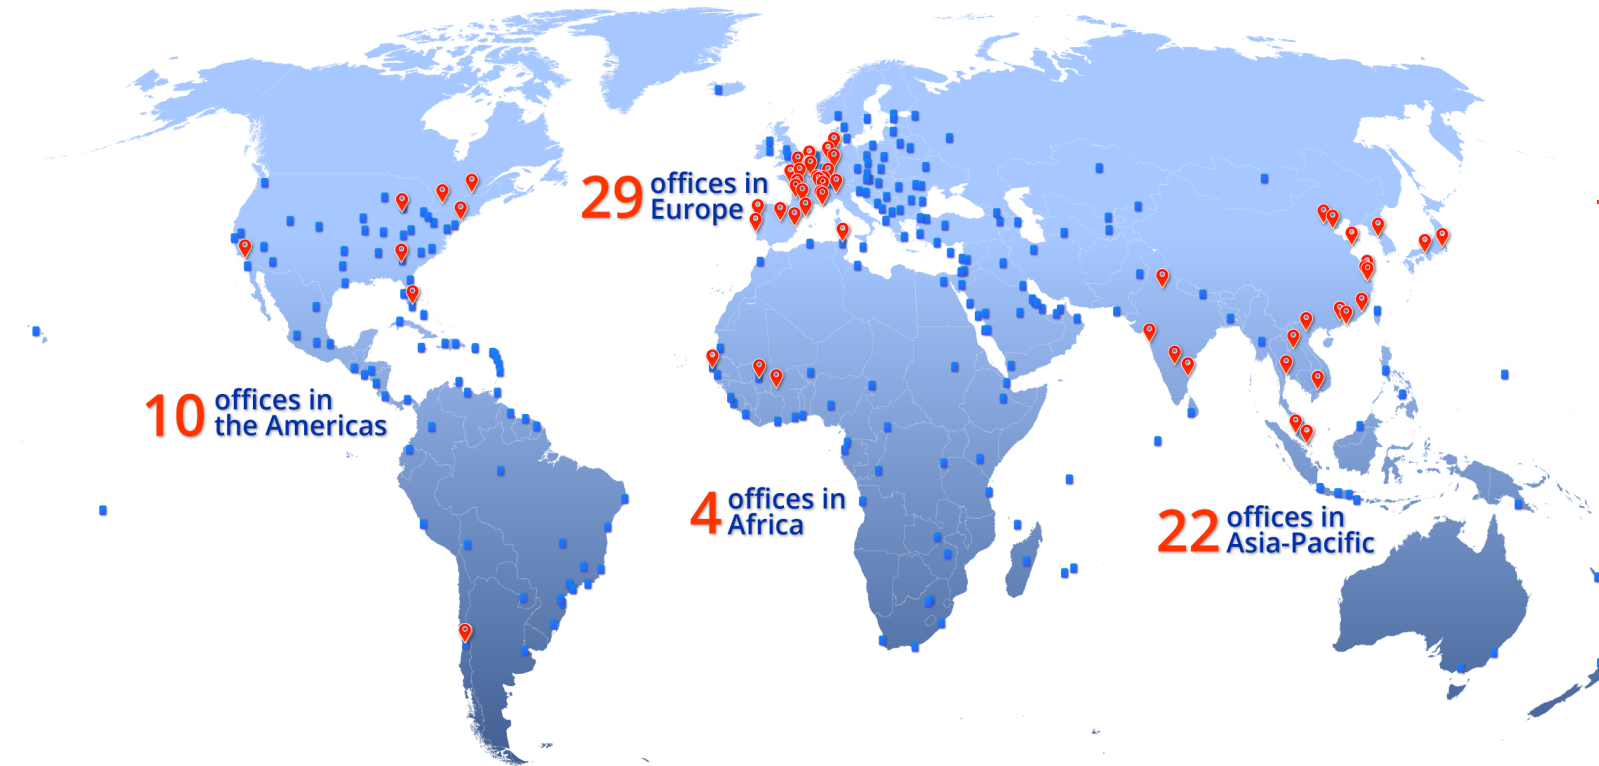 29 offices in
Europe
10 offices in
the Americas
4 offices in
Africa
22 offices in
Asia-Pacific